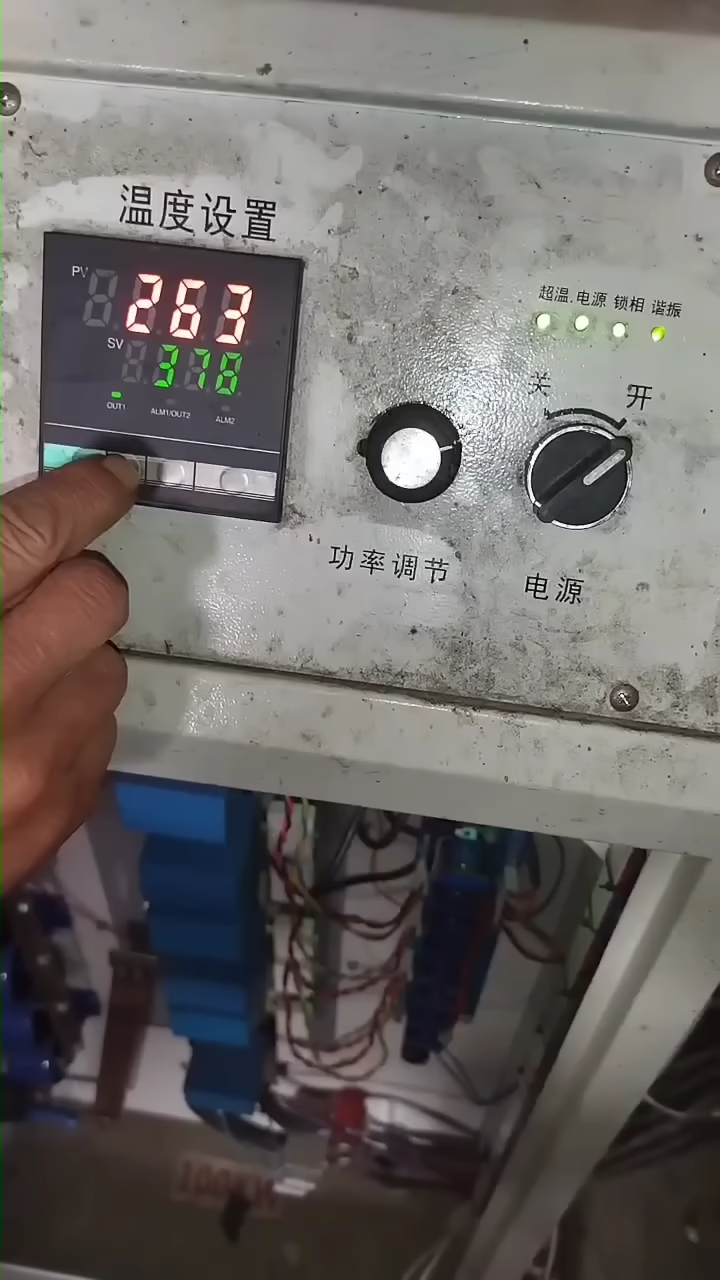 温度设置
PV 263
SV 378
OUT1 ALM1/OUT2 ALM2
超温 电源 锁相 谐振
关 开
功率调节
电源
100KW